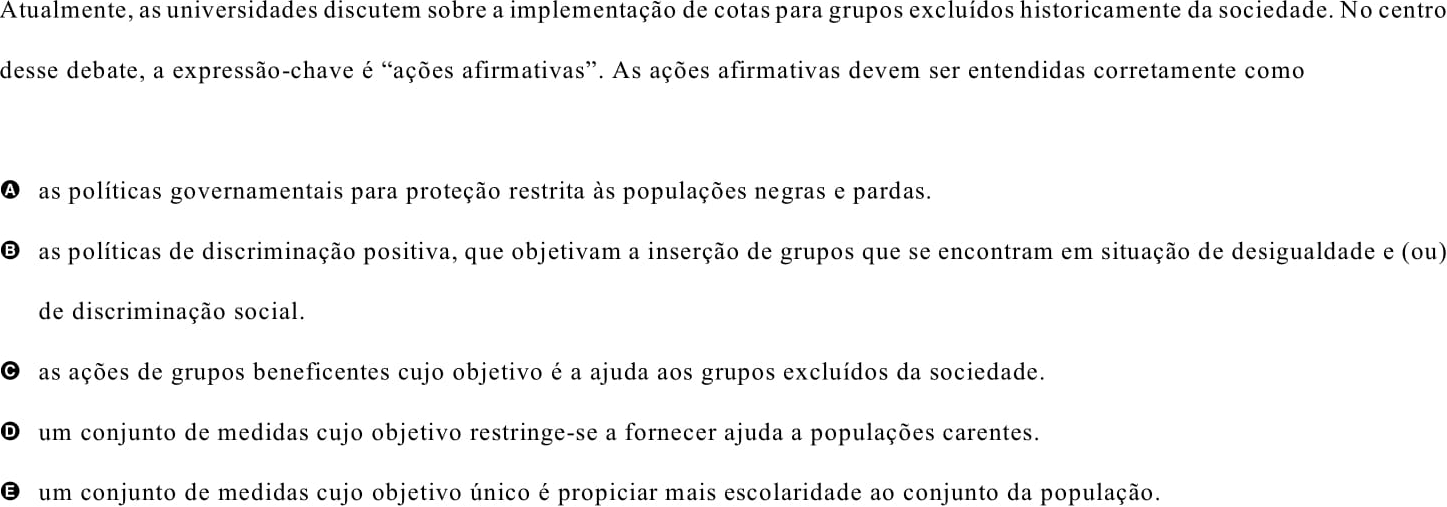 Atualmente, as universidades discutem sobre a implementação de cotas para grupos excluídos historicamente da sociedade. No centro
desse debate, a expressão-chave é “ações afirmativas”. As ações afirmativas devem ser entendidas corretamente como
A as políticas governamentais para proteção restrita às populações negras e pardas.
B as políticas de discriminação positiva, que objetivam a inserção de grupos que se encontram em situação de desigualdade e (ou)
de discriminação social.
C as ações de grupos beneficentes cujo objetivo é a ajuda aos grupos excluídos da sociedade.
D um conjunto de medidas cujo objetivo restringe-se a fornecer ajuda a populações carentes.
E um conjunto de medidas cujo objetivo único é propiciar mais escolaridade ao conjunto da população.